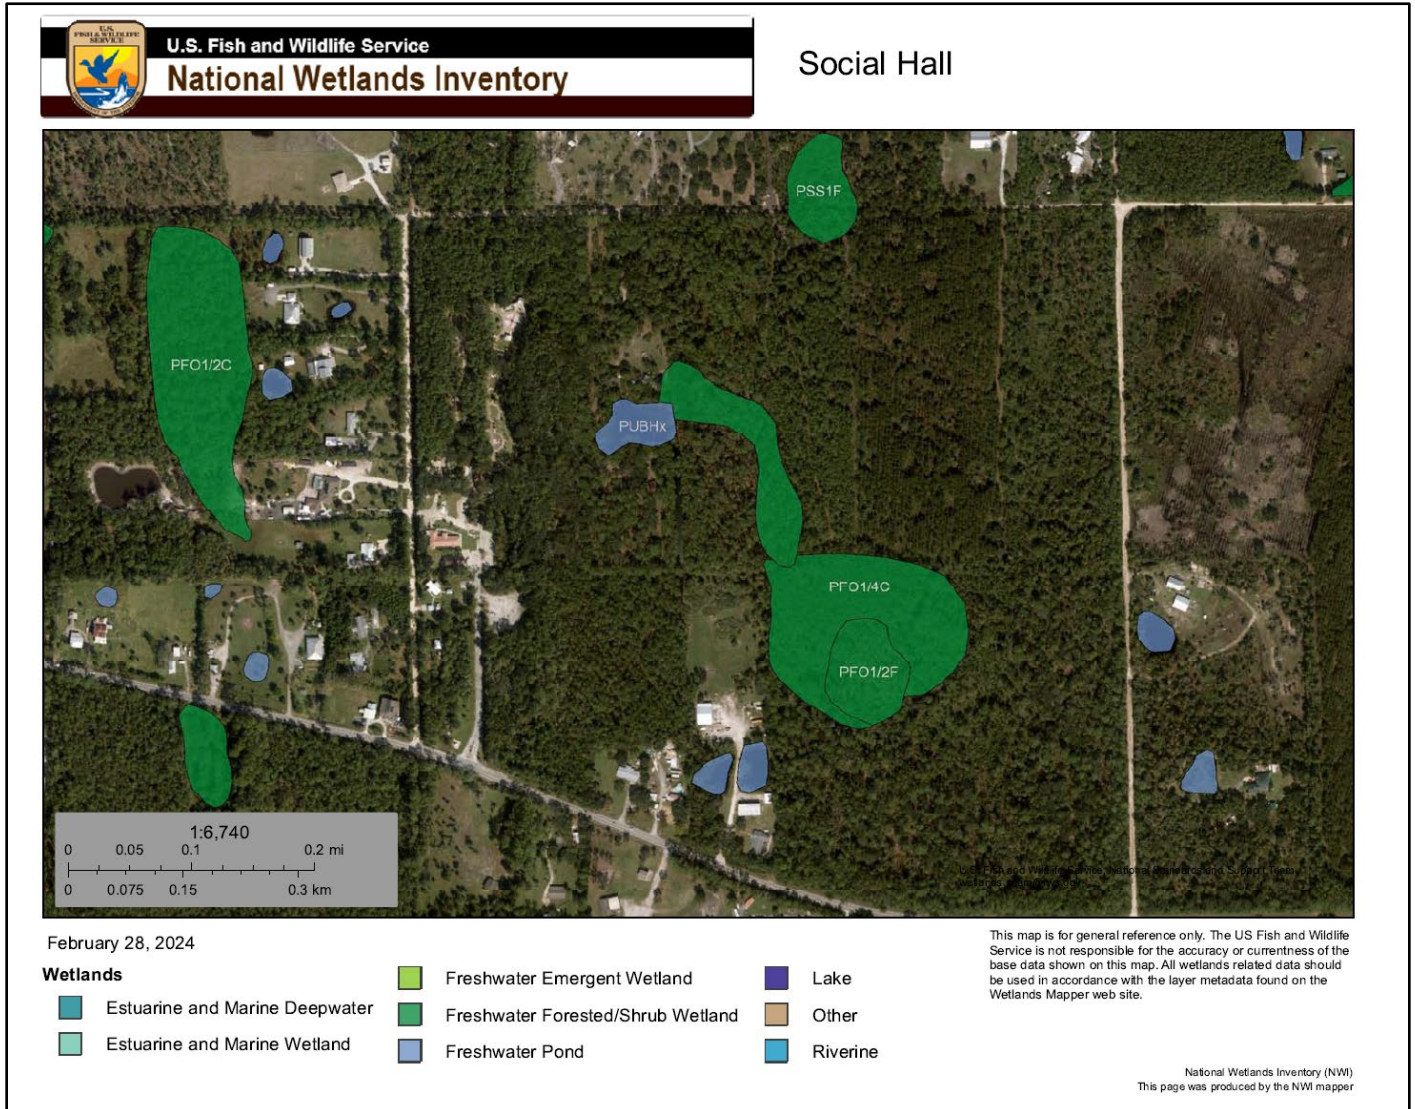 U.S. FISH & WILDLIFE SERVICE
U.S. Fish and Wildlife Service
National Wetlands Inventory
Social Hall
PSS1F
PFO1/2C
PUBHx
PFO1/4C
PFO1/2F
1:6,740
0 0.05 0.1 0.2 mi
0 0.075 0.15 0.3 km
February 28, 2024
Wetlands
Estuarine and Marine Deepwater
Estuarine and Marine Wetland
Freshwater Emergent Wetland
Freshwater Forested/Shrub Wetland
Freshwater Pond
Lake
Other
Riverine
This map is for general reference only. The US Fish and Wildlife
Service is not responsible for the accuracy or currentness of the
base data shown on this map. All wetlands related data should
be used in accordance with the layer metadata found on the
Wetlands Mapper web site.
National Wetlands Inventory (NWI)
This page was produced by the NWI mapper